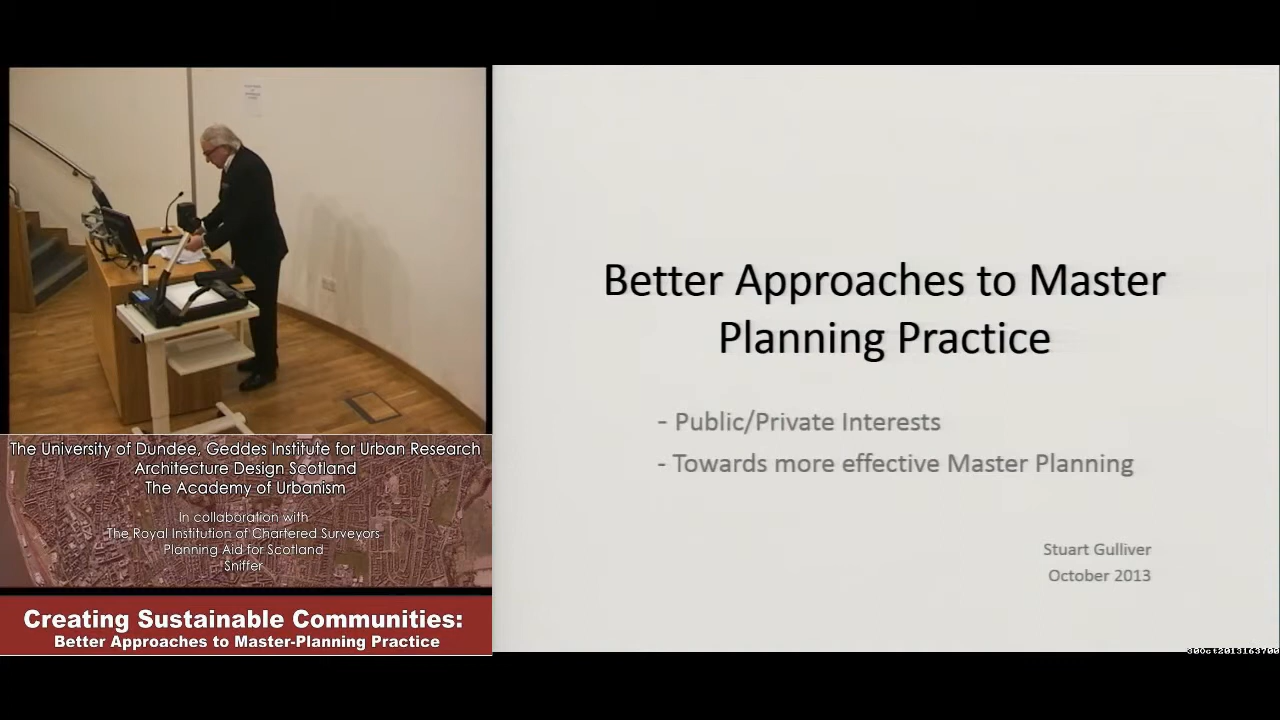 The University of Dundee, Geddes Institute for Urban Research
Architecture Design Scotland
The Academy of Urbanism
In collaboration with
The Royal Institution of Chartered Surveyors
Planning Aid for Scotland
Sniffer
Creating Sustainable Communities:
Better Approaches to Master-Planning Practice
Better Approaches to Master
Planning Practice
- Public/Private Interests
- Towards more effective Master Planning
Stuart Gulliver
October 2013
30Oct2013163700